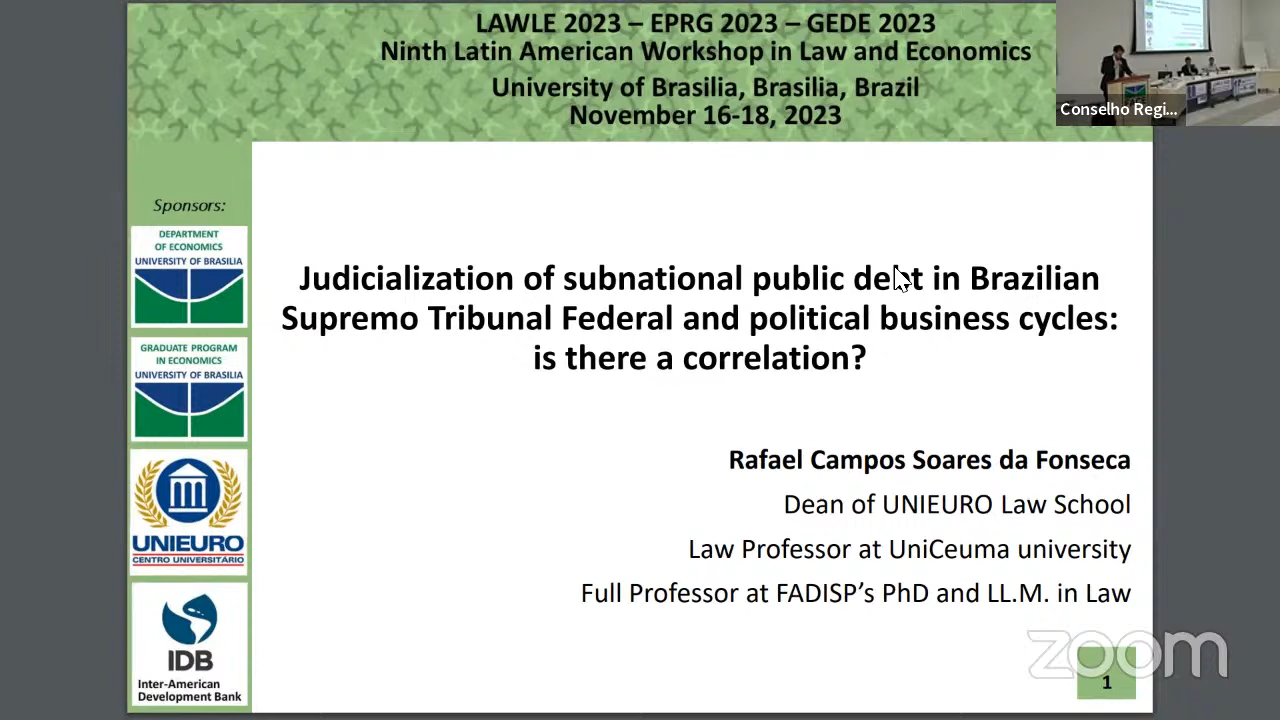 LAWLE 2023 – EPRG 2023 – GEDE 2023
Ninth Latin American Workshop in Law and Economics
University of Brasilia, Brasilia, Brazil
November 16-18, 2023
Conselho Regi...
Sponsors:
DEPARTMENT
OF ECONOMICS
UNIVERSITY OF BRASILIA
GRADUATE PROGRAM
IN ECONOMICS
UNIVERSITY OF BRASILIA
UNIEURO
CENTRO UNIVERSITÁRIO
IDB
Inter-American
Development Bank
Judicialization of subnational public debt in Brazilian
Supremo Tribunal Federal and political business cycles:
is there a correlation?
Rafael Campos Soares da Fonseca
Dean of UNIEURO Law School
Law Professor at UniCeuma university
Full Professor at FADISP’s PhD and LL.M. in Law
zoom
1